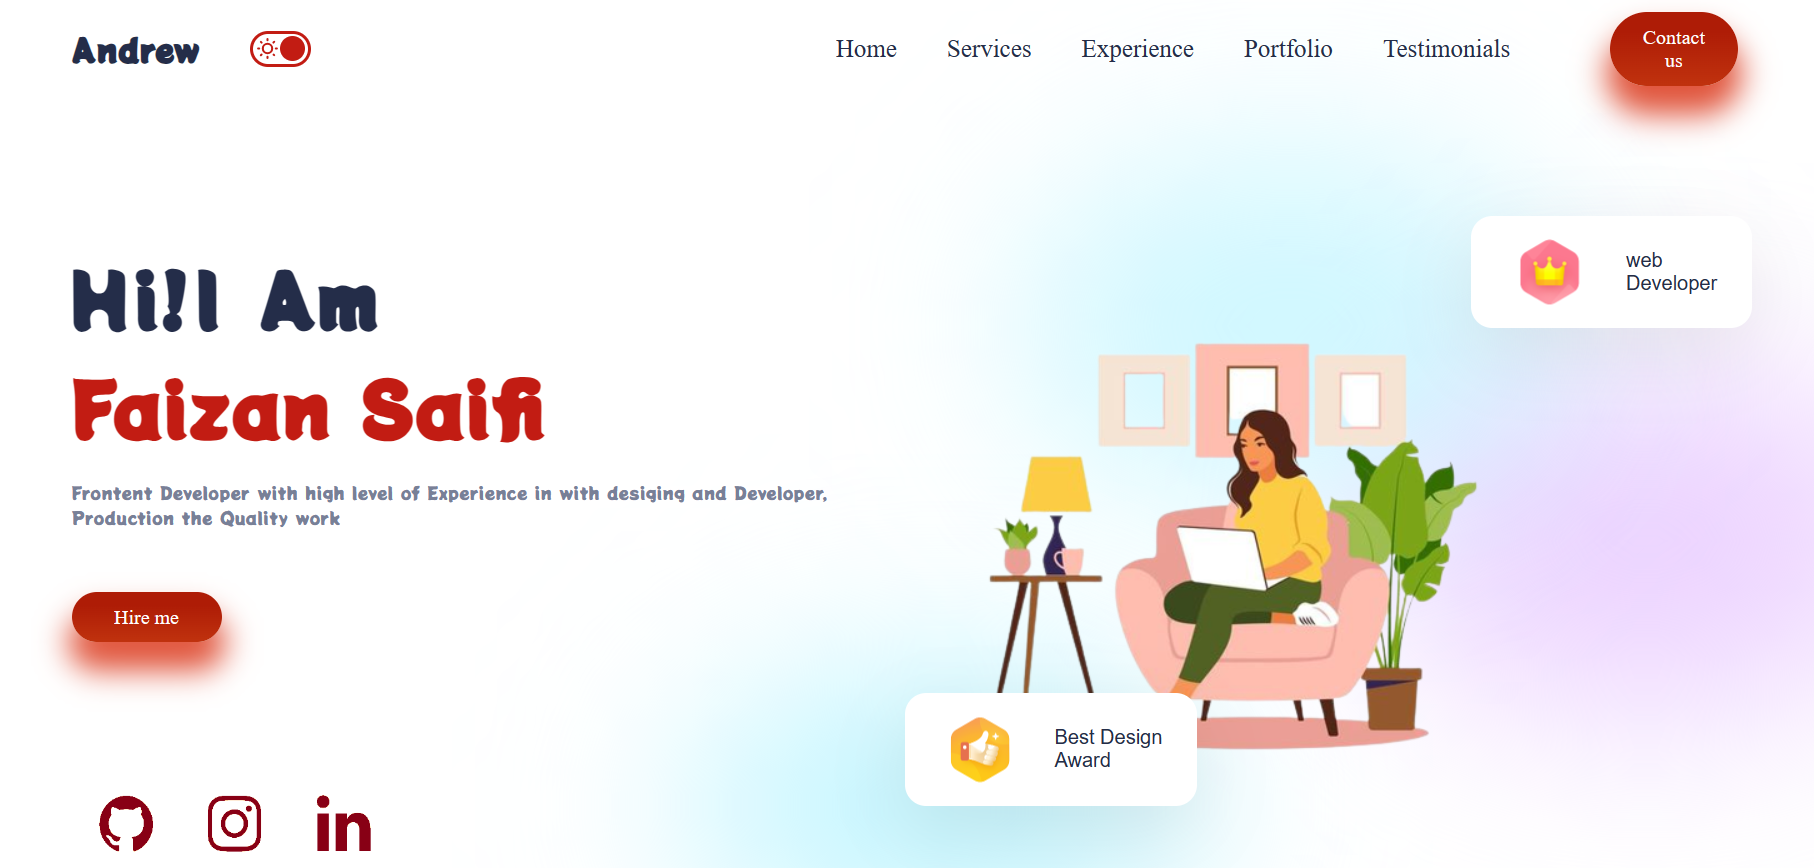 Andrew
Home Services Experience Portfolio Testimonials
Contact
us
web
Developer
Hi!I Am
Faizan Saifi
Frontent Developer with high level of Experience in with desiging and Developer,
Production the Quality work
Hire me
Best Design
Award
in